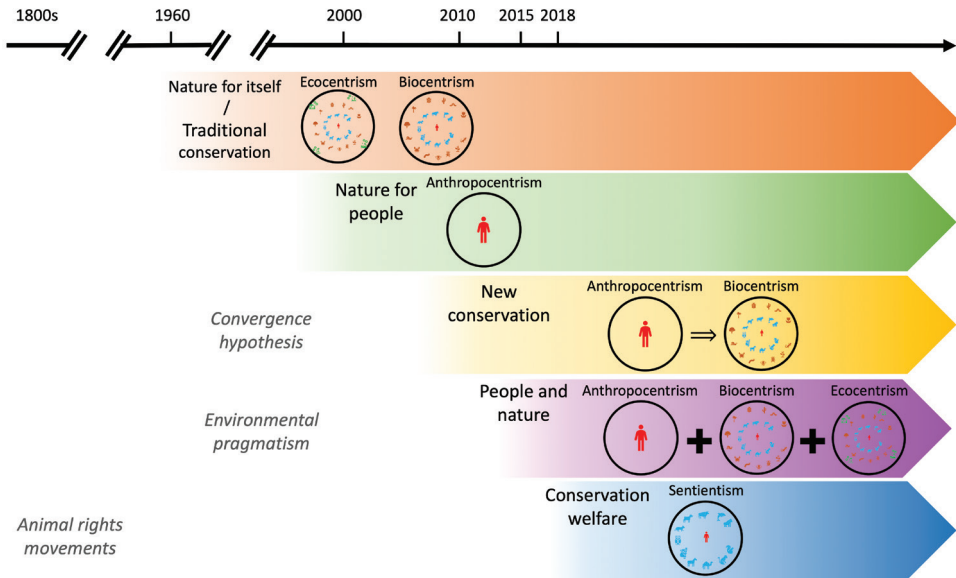 1800s 1960 2000 2010 2015 2018
Nature for itself
/
Traditional
conservation
Ecocentrism Biocentrism
Nature for
people
Anthropocentrism
Convergence
hypothesis
New
conservation
Anthropocentrism Biocentrism
⇒
Environmental
pragmatism
People and
nature
Anthropocentrism Biocentrism Ecocentrism
+ +
Animal rights
movements
Conservation
welfare
Sentientism